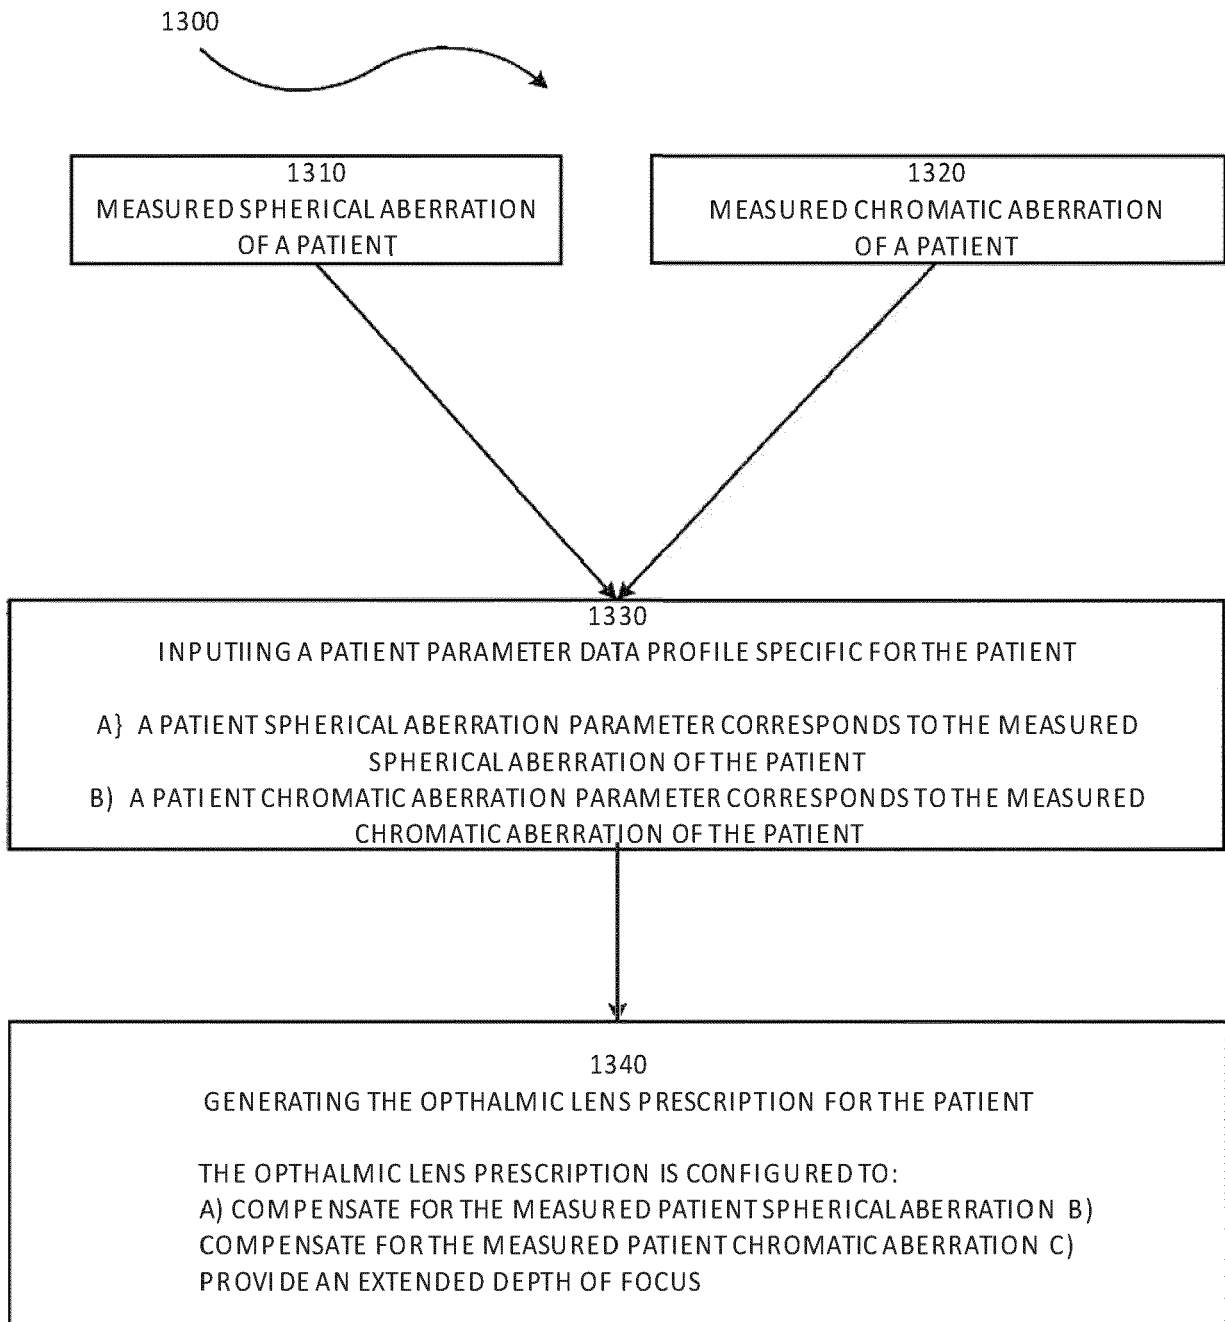 1300
1310
MEASURED SPHERICAL ABERRATION
OF A PATIENT
1320
MEASURED CHROMATIC ABERRATION
OF A PATIENT
1330
INPUTIING A PATIENT PARAMETER DATA PROFILE SPECIFIC FOR THE PATIENT
A} A PATIENT SPHERICAL ABERRATION PARAMETER CORRESPONDS TO THE MEASURED
SPHERICAL ABERRATION OF THE PATIENT
B) A PATIENT CHROMATIC ABERRATION PARAMETER CORRESPONDS TO THE MEASURED
CHROMATIC ABERRATION OF THE PATIENT
1340
GENERATING THE OPTHALMIC LENS PRESCRIPTION FOR THE PATIENT
THE OPTHALMIC LENS PRESCRIPTION IS CONFIGURED TO:
A) COMPENSATE FOR THE MEASURED PATIENT SPHERICAL ABERRATION B)
COMPENSATE FOR THE MEASURED PATIENT CHROMATIC ABERRATION C)
PROVIDE AN EXTENDED DEPTH OF FOCUS